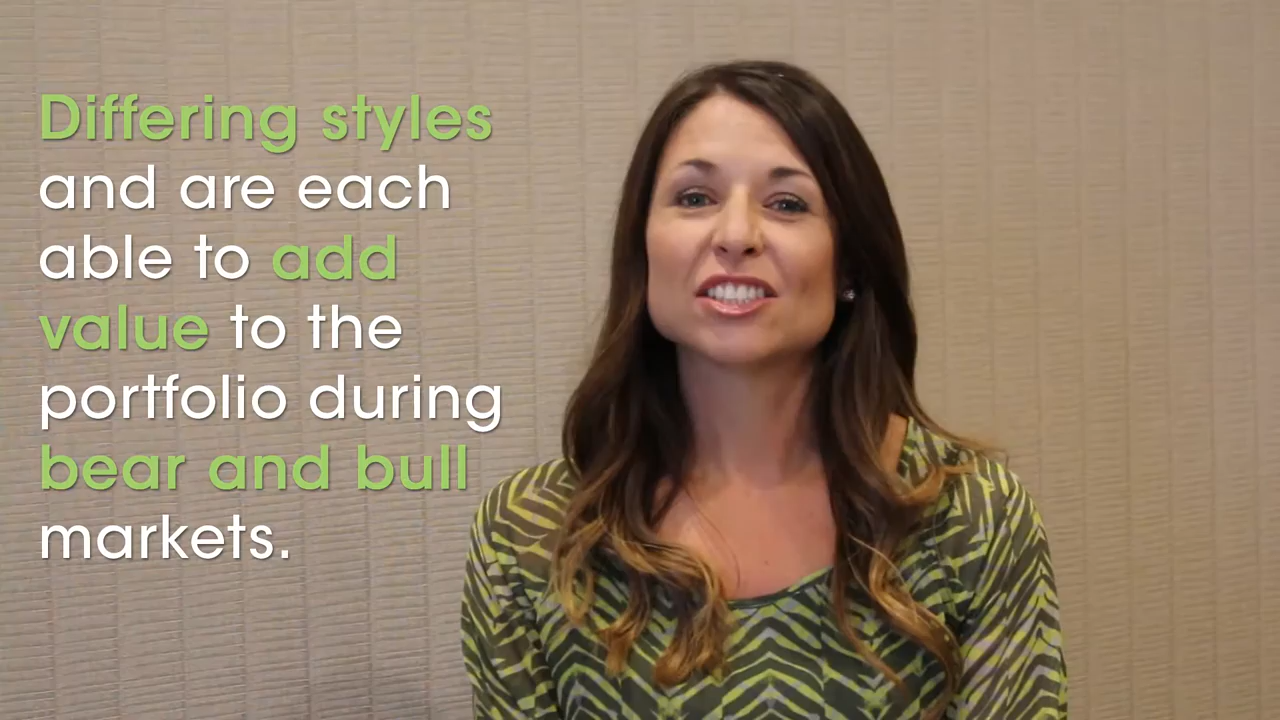 Differing styles
and are each
able to add
value to the
portfolio during
bear and bull
markets.